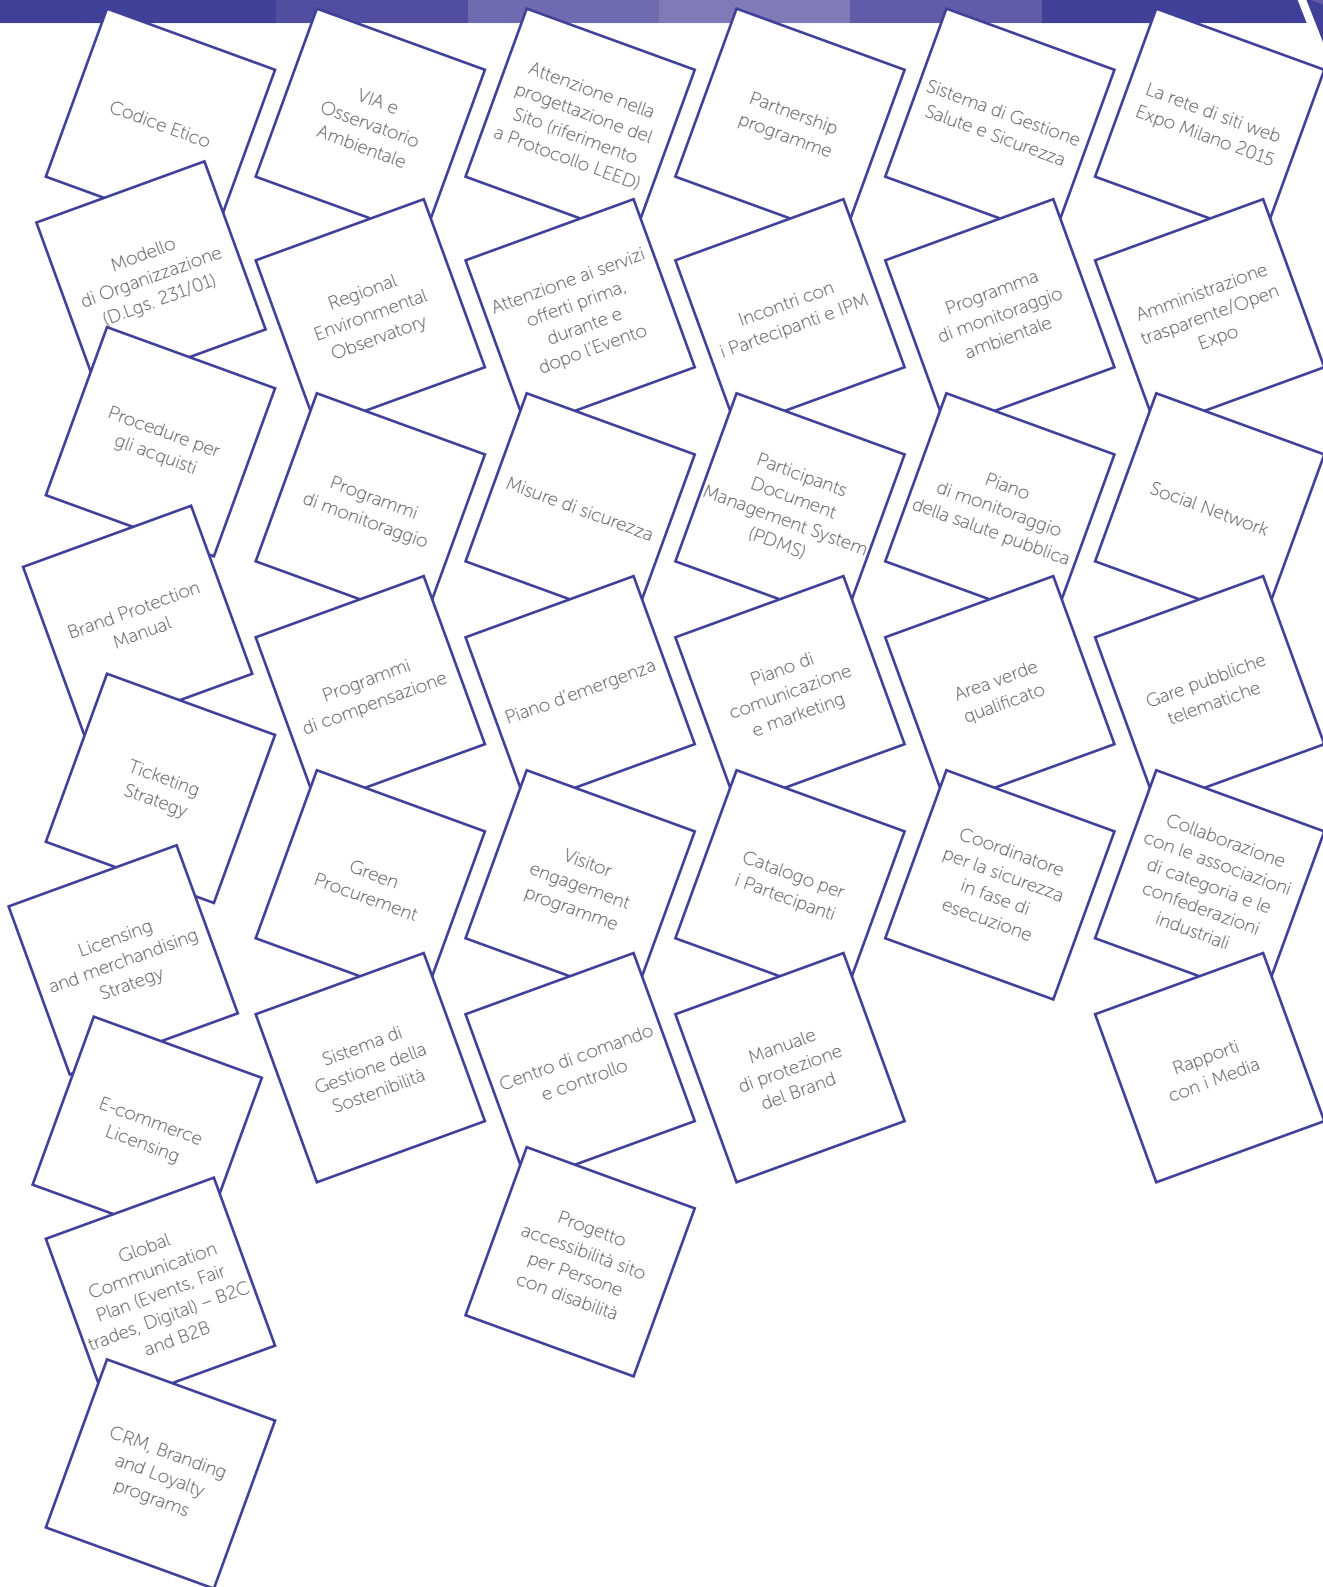 Codice Etico
Modello
di Organizzazione
(D.Lgs. 231/01)
Procedure per
gli acquisti
Brand Protection
Manual
Ticketing
Strategy
Licensing
and merchandising
Strategy
E-commerce
Licensing
Global
Communication
Plan (Events, Fair
trades, Digital) – B2C
and B2B
CRM, Branding
and Loyalty
programs
VIA e
Osservatorio
Ambientale
Regional
Environmental
Observatory
Programmi
di monitoraggio
Programmi
di compensazione
Green
Procurement
Sistema di
Gestione della
Sostenibilità
Attenzione nella
progettazione del
Sito (riferimento
a Protocollo LEED)
Attenzione ai servizi
offerti prima,
durante e
dopo l'Evento
Misure di sicurezza
Piano d'emergenza
Visitor
engagement
programme
Centro di comando
e controllo
Progetto
accessibilità sito
per Persone
con disabilità
Partnership
programme
Incontri con
i Partecipanti e IPM
Participants
Document
Management System
(PDMS)
Piano di
comunicazione
e marketing
Catalogo per
i Partecipanti
Manuale
di protezione
del Brand
Sistema di Gestione
Salute e Sicurezza
Programma
di monitoraggio
ambientale
Piano
di monitoraggio
della salute pubblica
Area verde
qualificato
Coordinatore
per la sicurezza
in fase di
esecuzione
La rete di siti web
Expo Milano 2015
Amministrazione
trasparente/Open
Expo
Social Network
Gare pubbliche
telematiche
Collaborazione
con le associazioni
di categoria e le
confederazioni
industriali
Rapporti
con i Media